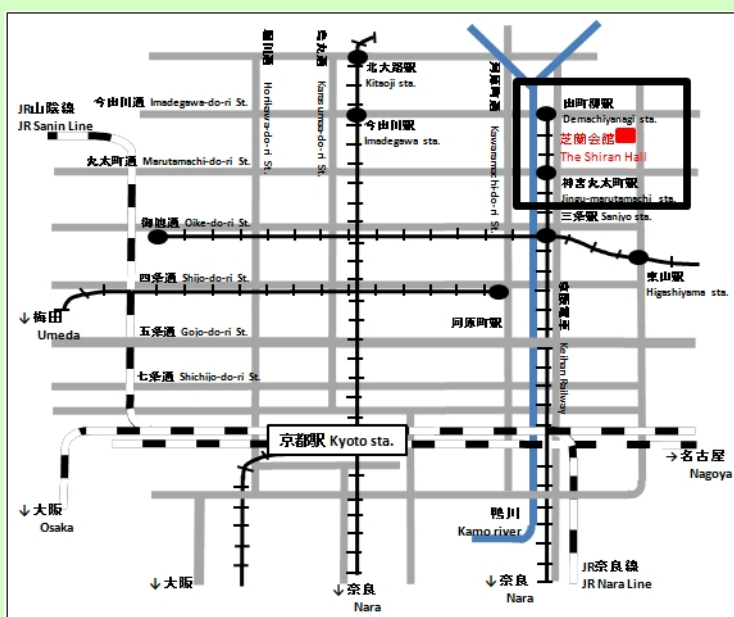 堀川通 Horikawa-do-ri St.
烏丸通 Karasuma-do-ri St.
河原町通 Kawaramachi-do-ri St.
北大路駅
Kitaoji sta.
今出川通 Imadegawa-do-ri St.
今出川駅
Imadegawa sta.
出町柳駅
Demachiyanagi sta.
芝蘭会館
The Shiran Hall
JR山陰線
JR Sanin Line
丸太町通 Marutamachi-do-ri St.
神宮丸太町駅
Jingu-marutamachi sta.
三条駅 Sanjyo sta.
御池通 Oike-do-ri St.
東山駅
Higashiyama sta.
四条通 Shijo-do-ri St.
↓梅田
Umeda
河原町駅
京阪電車 Keihan Railway
五条通 Gojo-do-ri St.
七条通 Shichijo-do-ri St.
京都駅 Kyoto sta.
→名古屋
Nagoya
↓大阪
Osaka
鴨川
Kamo river
↓大阪
↓奈良
Nara
↓奈良
Nara
JR奈良線
JR Nara Line